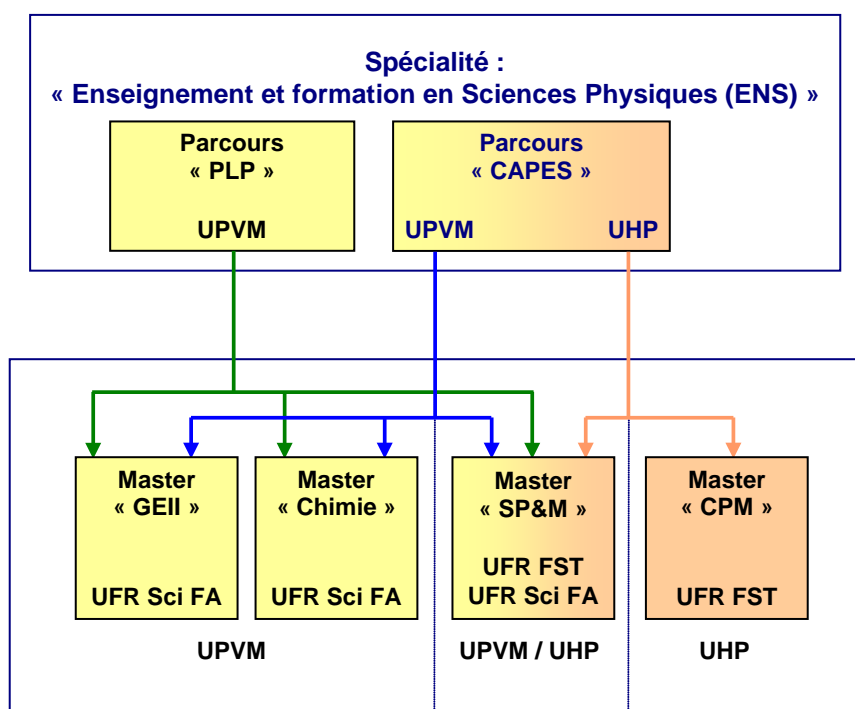 Spécialité :
« Enseignement et formation en Sciences Physiques (ENS) »
Parcours
« PLP »
UPVM
Parcours
« CAPES »
UPVM UHP
Master
« GEII »
UFR Sci FA
Master
« Chimie »
UFR Sci FA
Master
« SP&M »
UFR FST
UFR Sci FA
Master
« CPM »
UFR FST
UPVM
UPVM / UHP
UHP